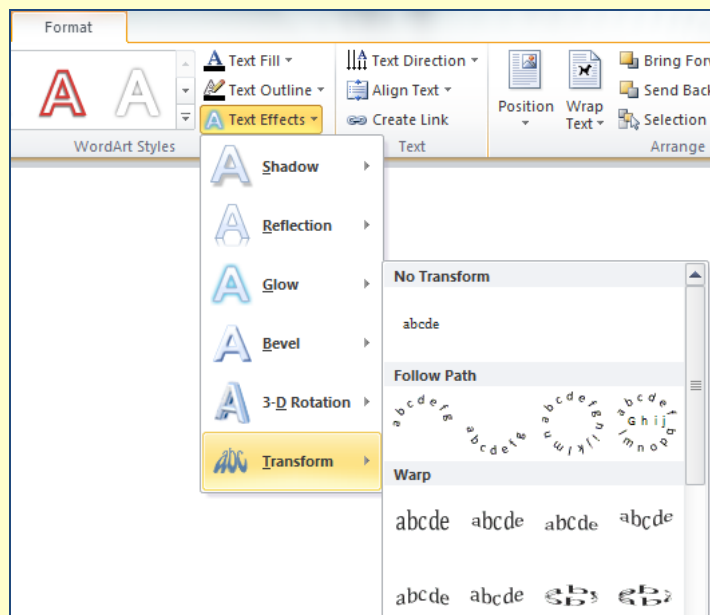 Format
Text Fill
Text Direction
Bring For
Text Outline
Align Text
Send Back
Position
Wrap Text
Text Effects
Create Link
Selection
WordArt Styles
Text
Arrange
Shadow
Reflection
Glow
Bevel
3-D Rotation
Transform
No Transform
abcde
Follow Path
abcdefg
abcdefg
Warp
abcde abcde abcde abcde
abcde abcde